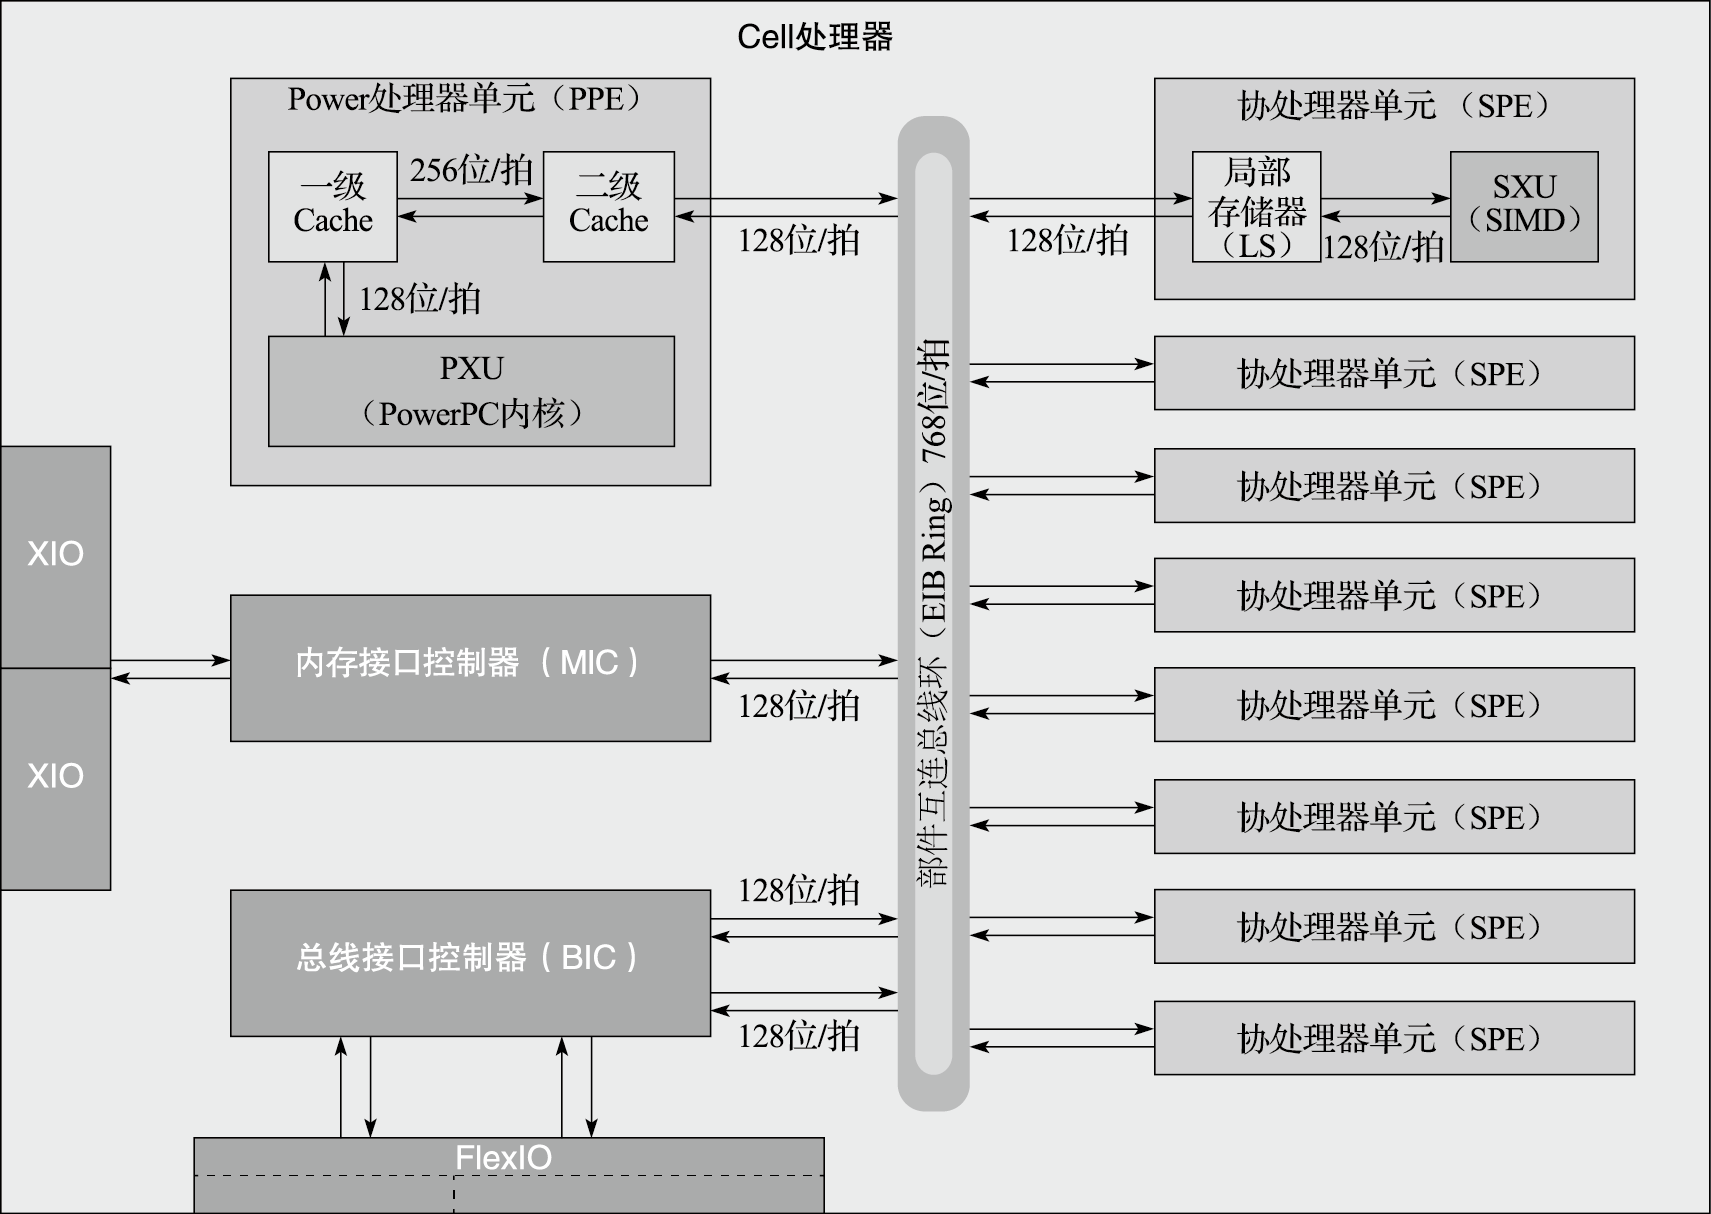 Cell处理器
Power处理器单元（PPE）
一级
Cache
256位/拍
二级
Cache
128位/拍
PXU
（PowerPC内核）
128位/拍
部件互连总线环（EIB Ring）768位/拍
128位/拍
协处理器单元（SPE）
局部
存储器
（LS）
128位/拍
SXU
（SIMD）
协处理器单元（SPE）
协处理器单元（SPE）
协处理器单元（SPE）
协处理器单元（SPE）
协处理器单元（SPE）
协处理器单元（SPE）
协处理器单元（SPE）
XIO
XIO
内存接口控制器（MIC）
128位/拍
总线接口控制器（BIC）
128位/拍
128位/拍
FlexIO